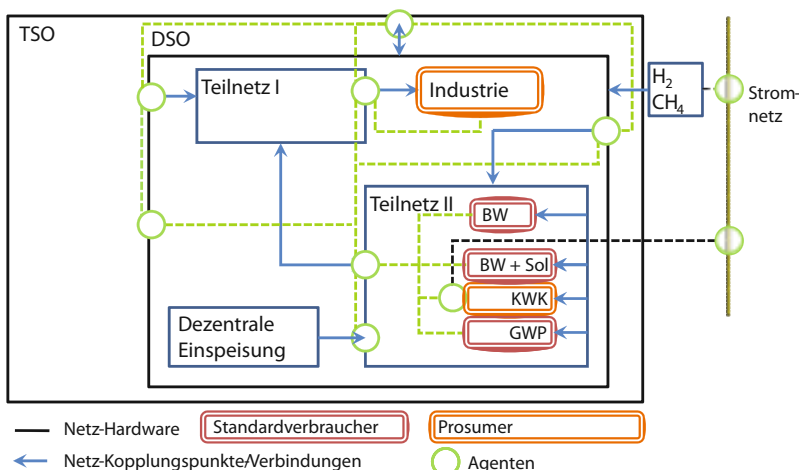 TSO
DSO
Teilnetz I
Industrie
H2
CH4
Strom-
netz
Teilnetz II
BW
BW + Sol
KWK
GWP
Dezentrale
Einspeisung
Netz-Hardware
Standardverbraucher
Prosumer
Netz-Kopplungspunkte/Verbindungen
Agenten